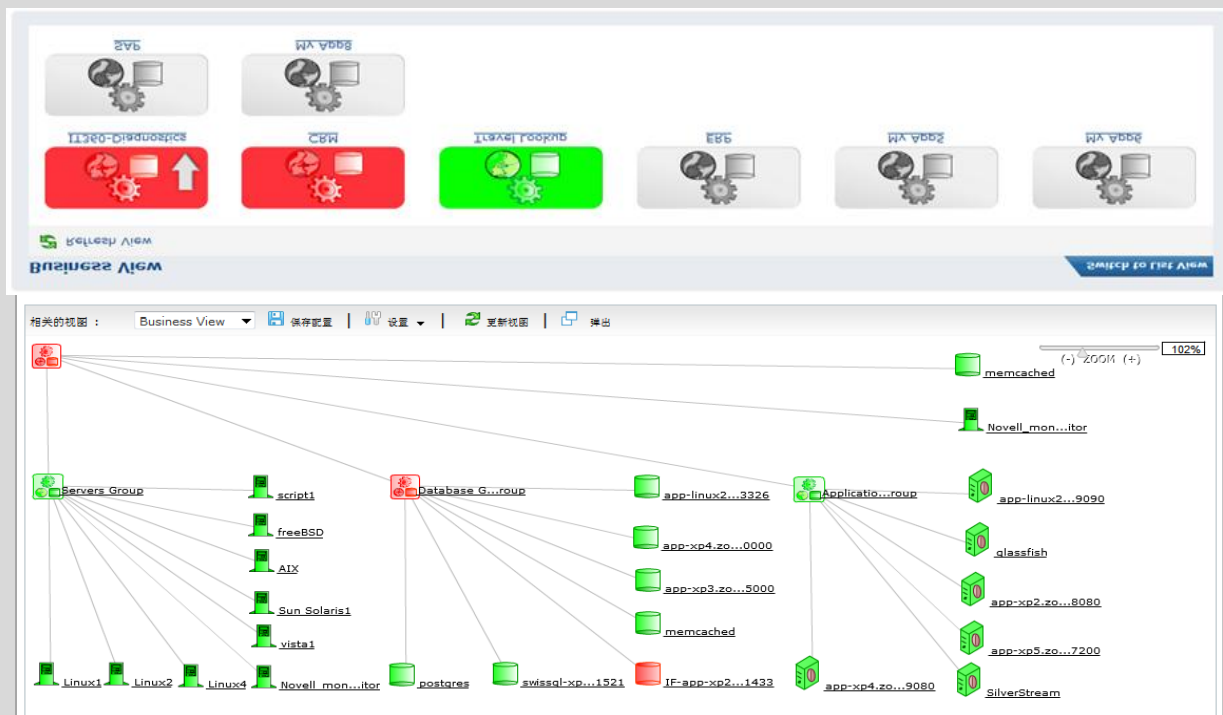 SAP
My App8
IT360-Diagnostics
CRM
Travel Lookup
ERP
My App5
My App6
Refresh View
Business View
Switch to List View
相关的视图 :
Business View
保存配置
设置
更新视图
弹出
(-) ZOOM (+)
102%
memcached
Novell_mon...itor
Servers Group
script1
Database G...roup
app-linux2...3326
Applicatio...roup
app-linux2...9090
freeBSD
app-xp4.zo...0000
glassfish
AIX
app-xp3.zo...5000
app-xp2.zo...8080
Sun Solaris1
memcached
vista1
app-xp5.zo...7200
Linux1
Linux2
Linux4
Novell_mon...itor
postgres
swissql-xp...1521
IF-app-xp2...1433
app-xp4.zo...9080
SilverStream